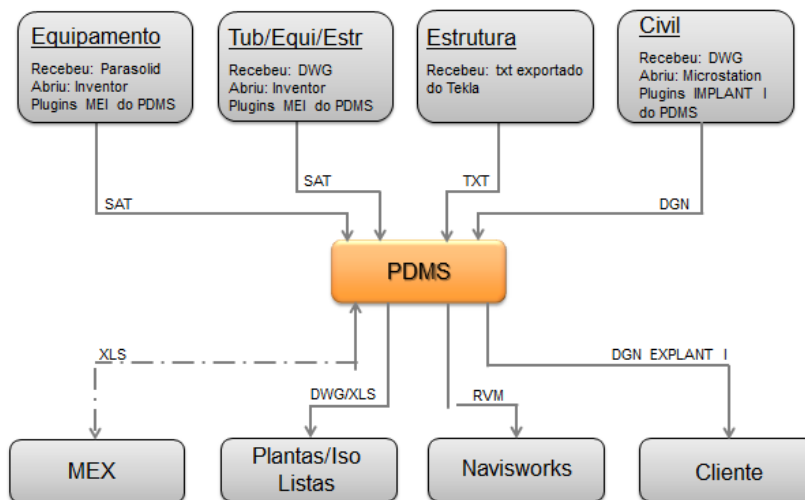 Equipamento
Recebeu: Parasolid
Abriu: Inventor
Plugins MEI do PDMS
Tub/Equi/Estr
Recebeu: DWG
Abriu: Inventor
Plugins MEI do PDMS
Estrutura
Recebeu: txt exportado
do Tekla
Civil
Recebeu: DWG
Abriu: Microstation
Plugins IMPLANT I
do PDMS
SAT
SAT
TXT
DGN
PDMS
XLS
DWG/XLS
RVM
DGN EXPLANT I
MEX
Plantas/Iso
Listas
Navisworks
Cliente